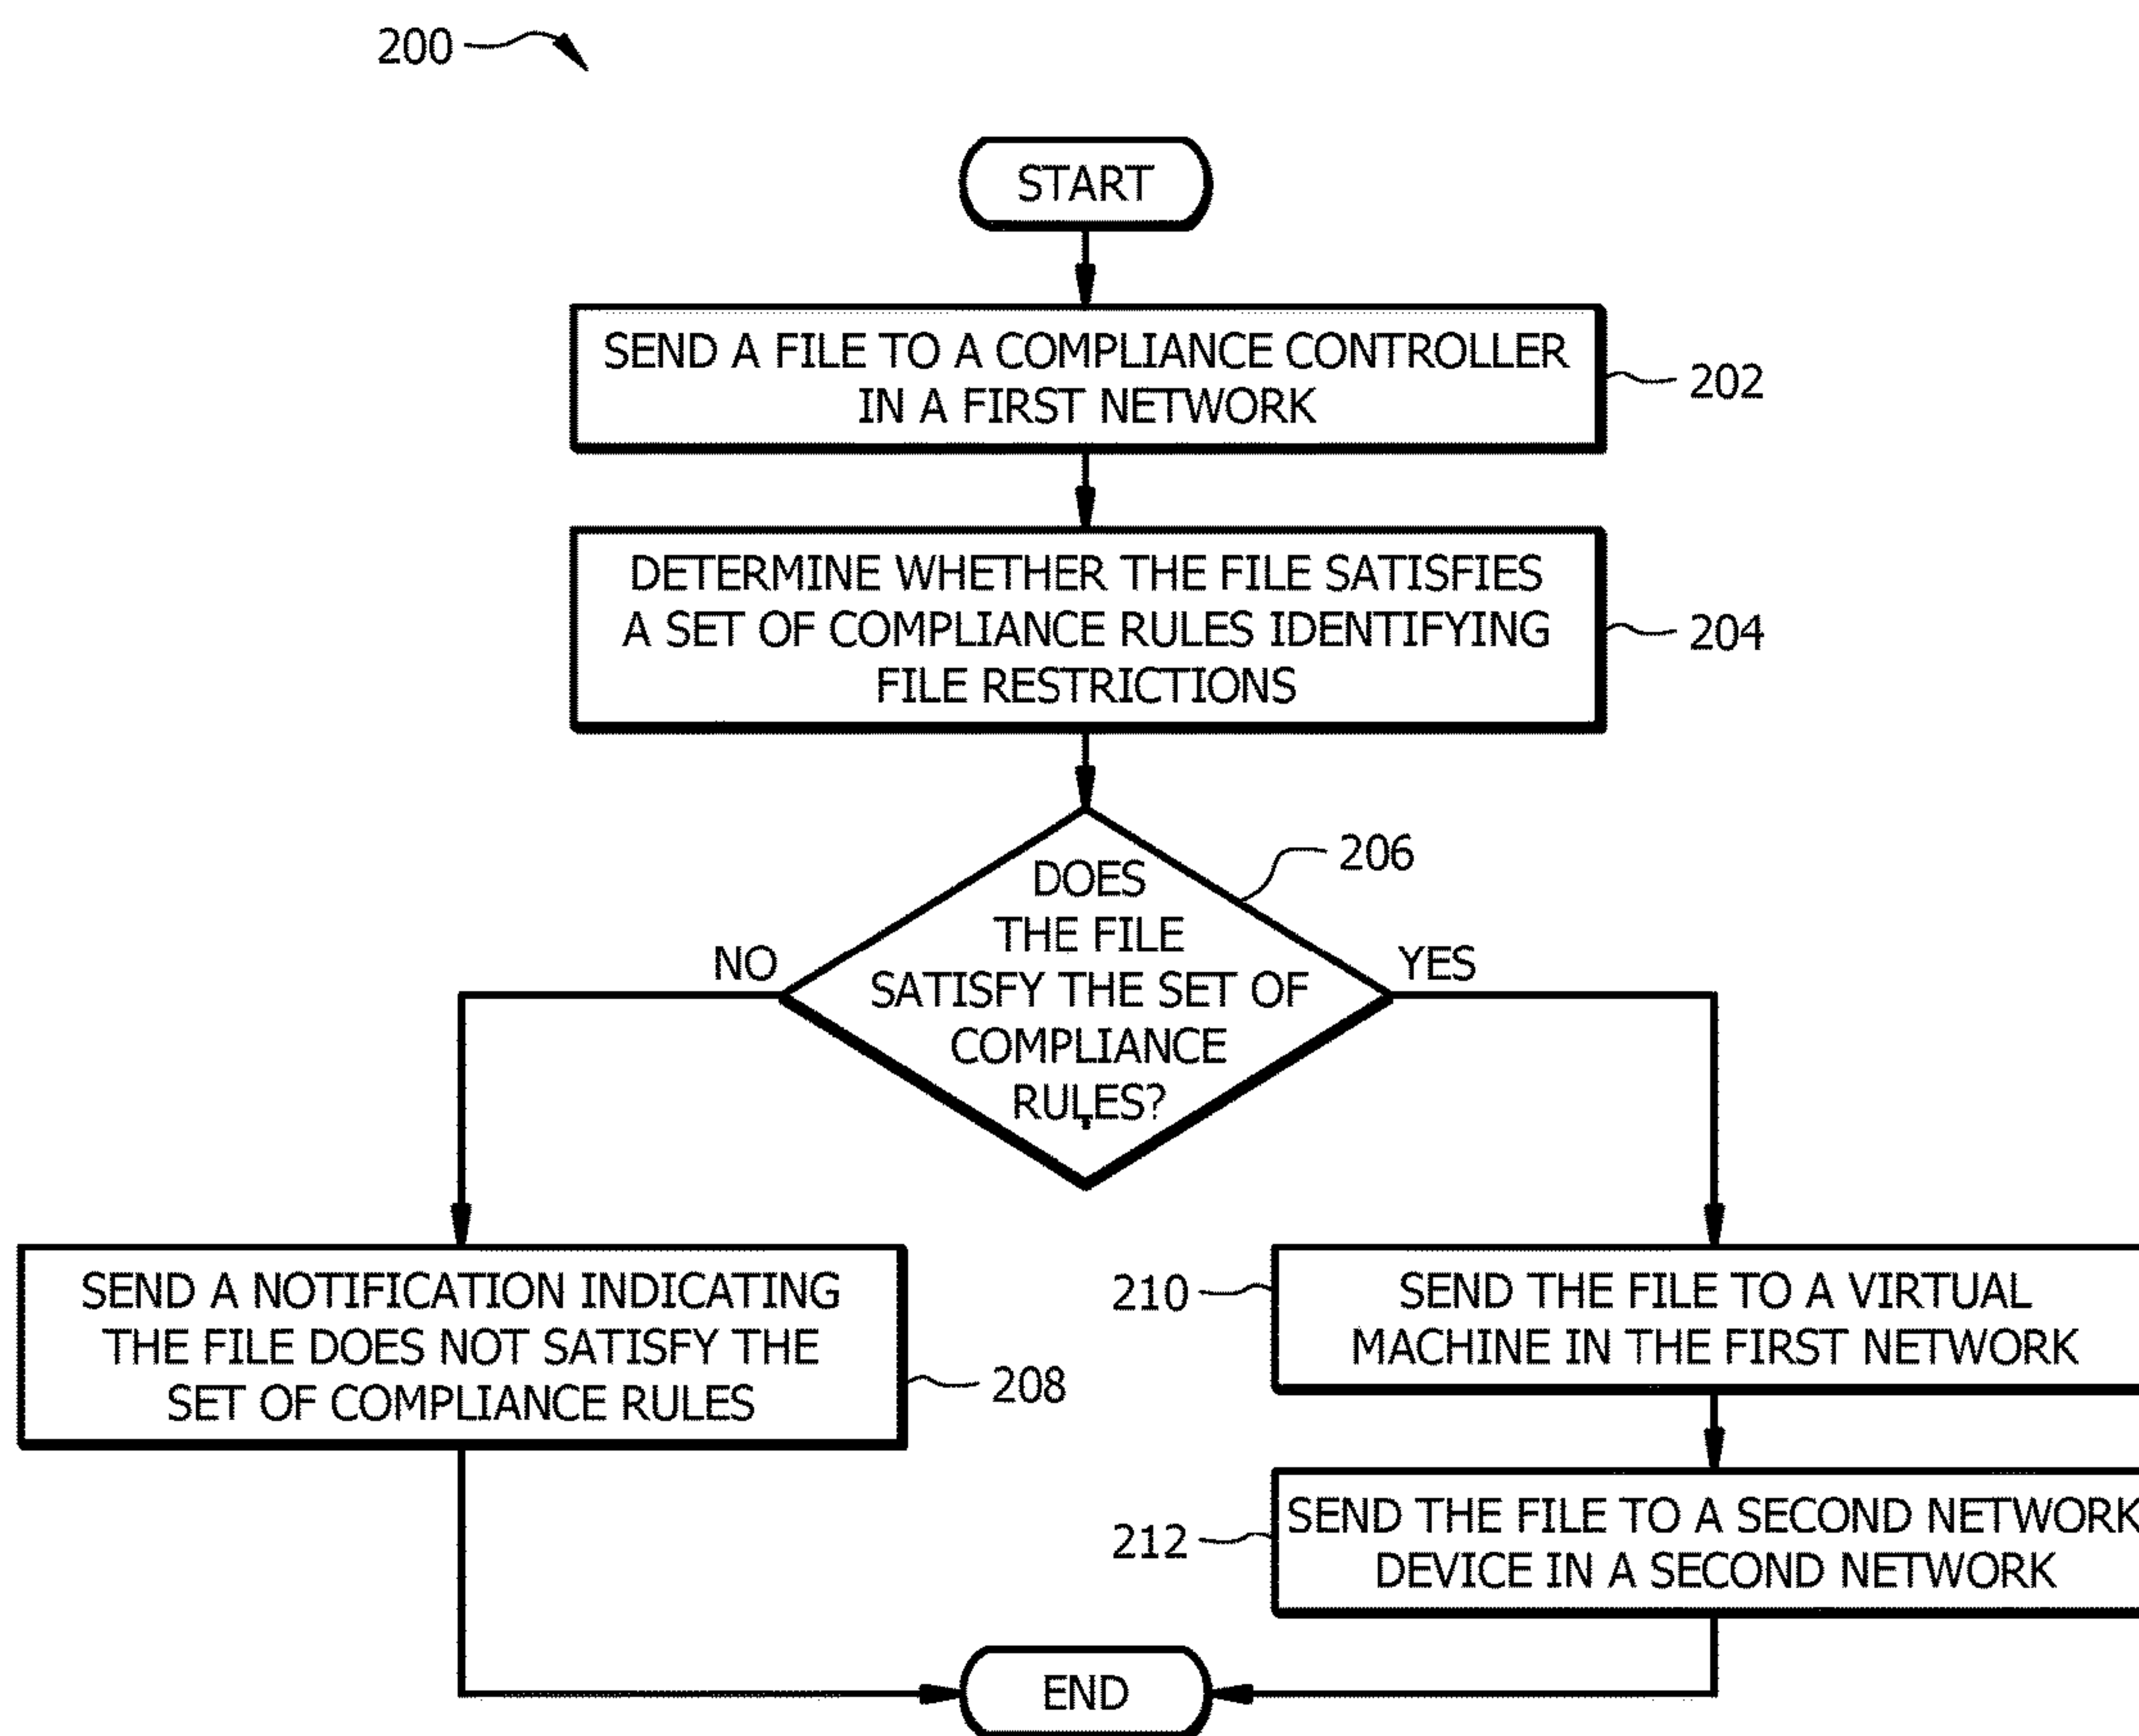 200
START
SEND A FILE TO A COMPLIANCE CONTROLLER
IN A FIRST NETWORK
202
DETERMINE WHETHER THE FILE SATISFIES
A SET OF COMPLIANCE RULES IDENTIFYING
FILE RESTRICTIONS
204
DOES
THE FILE
SATISFY THE SET OF
COMPLIANCE
RULES?
206
NO
YES
SEND A NOTIFICATION INDICATING
THE FILE DOES NOT SATISFY THE
SET OF COMPLIANCE RULES
208
210
SEND THE FILE TO A VIRTUAL
MACHINE IN THE FIRST NETWORK
212
SEND THE FILE TO A SECOND NETWORK
DEVICE IN A SECOND NETWORK
END